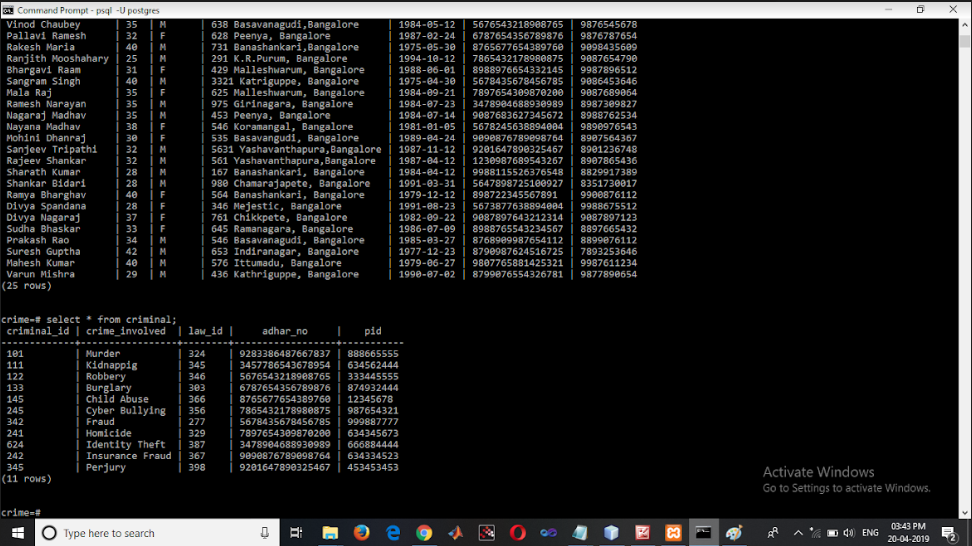 Command Prompt - psql -U postgres
Vinod Chaubey | 35 | M | 638 Basavanagudi,Bangalore | 1984-05-12 | 5676543218908765 | 9876545678
Pallavi Ramesh | 32 | F | 628 Peenya, Bangalore | 1987-02-24 | 6787654356789876 | 9876787654
Rakesh Maria | 40 | M | 731 Banashankari,Bangalore | 1975-05-30 | 8765677654389760 | 9098435609
Ranjith Mooshahary | 25 | M | 291 K.R.Purum, Bangalore | 1994-10-12 | 7865432178980875 | 9087654790
Bhargavi Raam | 31 | F | 429 Malleshwarum, Bangalore | 1988-06-01 | 8988976654332145 | 9987896512
Sangram Singh | 40 | M | 3321 Katriguppe, Bangalore | 1975-04-30 | 5678435678456785 | 9086453646
Mala Raj | 35 | F | 625 Malleshwarum, Bangalore | 1984-09-21 | 7897654309870200 | 9087689064
Ramesh Narayan | 35 | M | 975 Girinagara, Bangalore | 1984-07-23 | 3478904688930989 | 8987309827
Nagaraj Madhav | 35 | M | 453 Peenya, Bangalore | 1984-07-14 | 9087683627345672 | 8988762534
Nayana Madhav | 38 | F | 546 Koramangal, Bangalore | 1981-01-05 | 5678245638894004 | 9890976543
Mohini Dhanraj | 30 | F | 535 Basavangudi, Bangalore | 1989-04-24 | 9090876789098764 | 8907564367
Sanjeev Tripathi | 32 | M | 5631 Yashavanthapura,Bangalore | 1987-11-12 | 9201647890325467 | 8901236748
Rajeev Shankar | 32 | M | 561 Yashavanthapura,Bangalore | 1987-04-12 | 1230987689543267 | 8907865436
Sharath Kumar | 28 | M | 167 Banashankari, Bangalore | 1984-04-12 | 9988115526376548 | 8829917389
Shankar Bidari | 28 | M | 980 Chamarajapete, Bangalore | 1991-03-31 | 5647898725100927 | 8351730017
Ramya Bharghav | 40 | F | 564 Banashankari, Bangalore | 1979-12-12 | 898722345567891 | 9900876112
Divya Spandana | 28 | F | 346 Mejestic, Bangalore | 1991-09-08 | 5673877638894004 | 9988675512
Divya Nagaraj | 37 | F | 761 Chikkpete, Bangalore | 1982-09-22 | 9087897643212314 | 9087897123
Sudha Bhaskar | 33 | F | 645 Ramanagara, Bangalore | 1986-07-09 | 8988765543234567 | 8897665432
Prakash Rao | 34 | M | 546 Basavanagudi, Bangalore | 1985-03-27 | 8768909987654112 | 8899076112
Suresh Guptha | 42 | M | 653 Indiranagar, Bangalore | 1977-12-23 | 8790987624516725 | 7893253646
Mahesh Kumar | 40 | M | 576 Ittumadu, Bangalore | 1979-06-27 | 9807765881425321 | 9987611234
Varun Mishra | 29 | M | 436 Kathriguppe, Bangalore | 1990-07-02 | 8799076554326781 | 9877890654
(25 rows)
crime=# select * from criminal;
criminal_id | crime_involved | law_id | adhar_no | pid
101 | Murder | 324 | 9283386487667837 | 888665555
111 | Kidnappig | 345 | 3457786543678954 | 634562444
122 | Robbery | 346 | 5676543218908765 | 333445555
133 | Burglary | 303 | 6787654356789876 | 874932444
145 | Child Abuse | 366 | 8765677654389760 | 12345678
245 | Cyber Bullying | 356 | 7865432178980875 | 987654321
342 | Fraud | 277 | 5678435678456785 | 999887777
241 | Homicide | 329 | 7897654309870200 | 634345673
624 | Identity Theft | 387 | 3478904688930989 | 666884444
242 | Insurance Fraud | 367 | 9090876789098764 | 634334523
345 | Perjury | 398 | 9201647890325467 | 453453453
(11 rows)
crime=#
Activate Windows
Go to Settings to activate Windows.
Type here to search
ENG
03:43 PM
20-04-2019
2